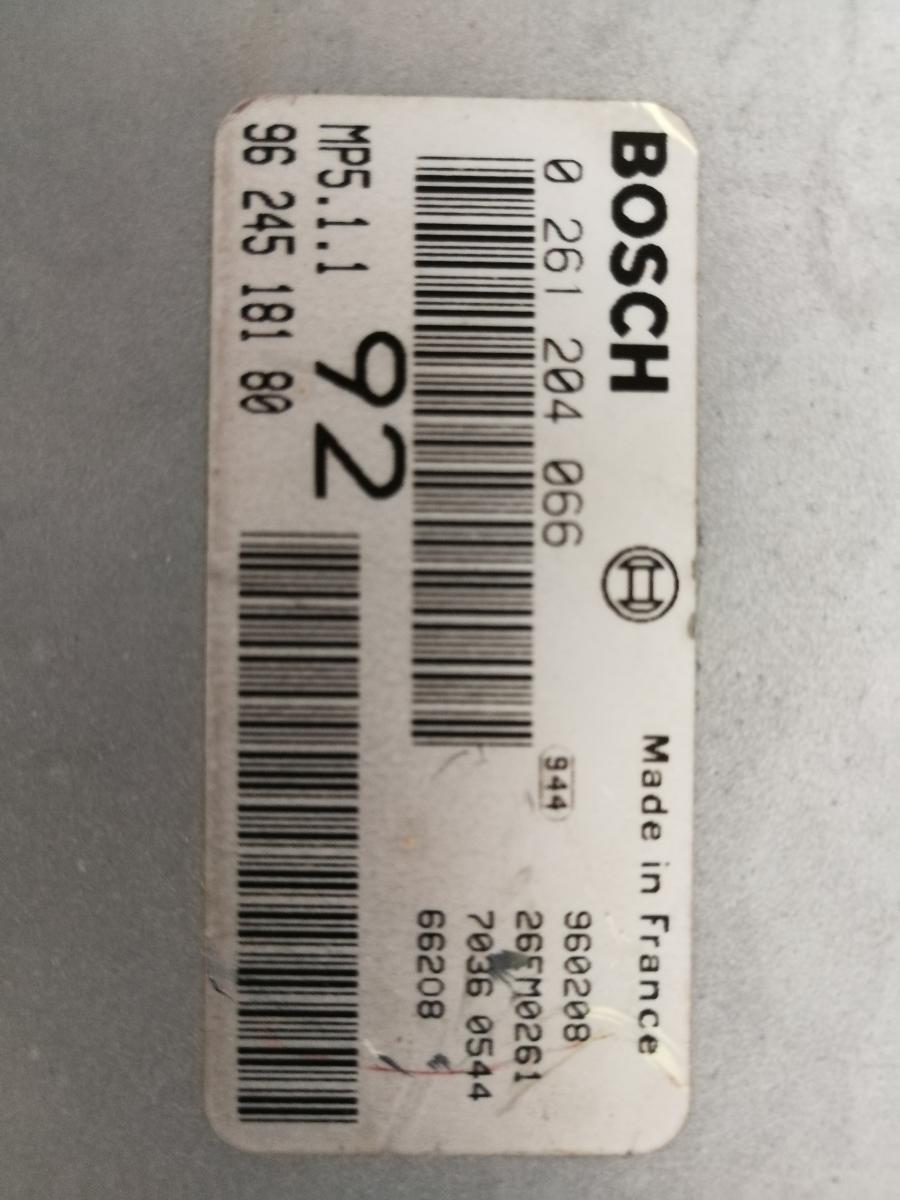 BOSCH
Made in France
0 261 204 066
944
960208
26FM0261
7036 0544
66208
MP5.1.1
92
96 245 181 80